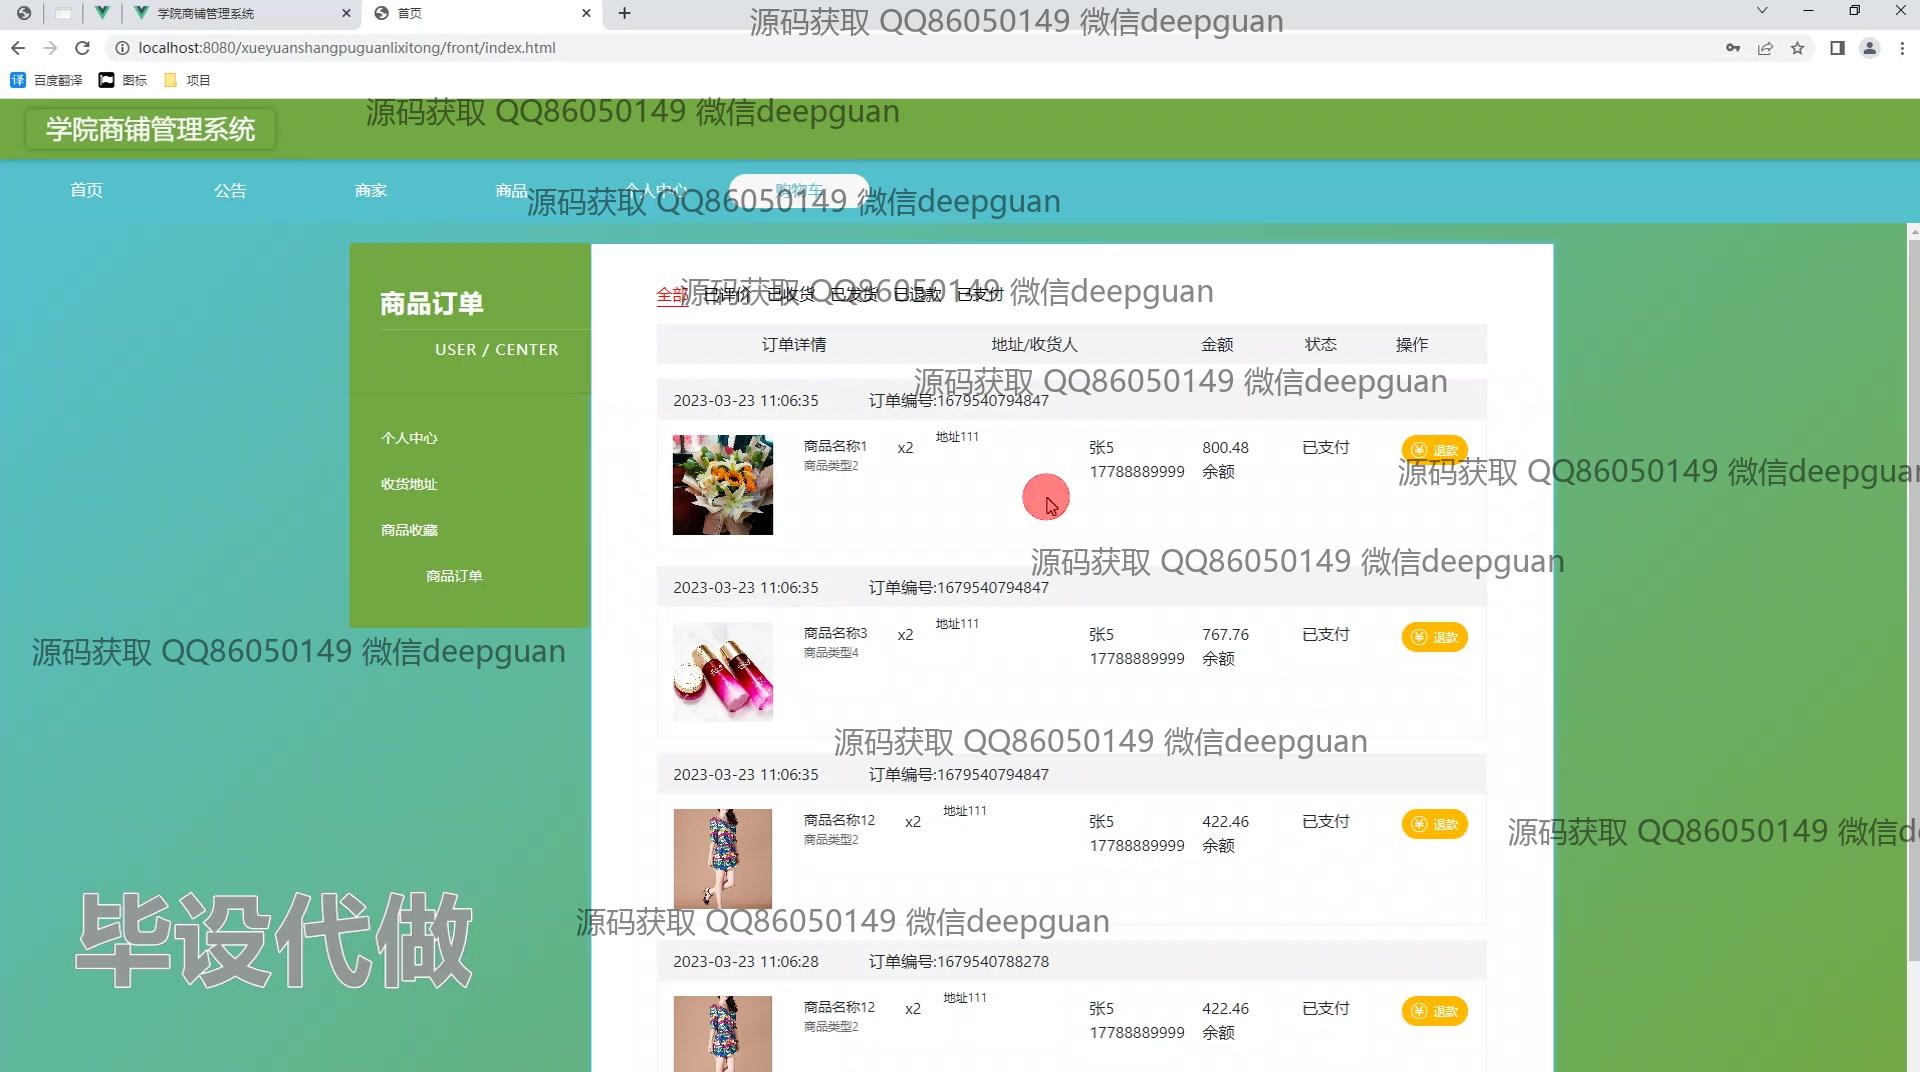 学院商铺管理系统
首页
源码获取 QQ86050149 微信deepguan
localhost:8080/xueyuanshangpuguanlixitong/front/index.html
百度翻译 图标 项目
源码获取 QQ86050149 微信deepguan
学院商铺管理系统
首页 公告 商家 商品 个人中心 购物车
源码获取 QQ86050149 微信deepguan
商品订单
USER / CENTER
个人中心
收货地址
商品收藏
商品订单
源码获取 QQ86050149 微信deepguan
全部 已评价 已收货 已发货 已退款 已支付
订单详情 地址/收货人 金额 状态 操作
源码获取 QQ86050149 微信deepguan
2023-03-23 11:06:35 订单编号:1679540794847
商品名称1 x2 地址111 张5 800.48 已支付 退款
商品类型2 17788889999 余额
源码获取 QQ86050149 微信deepguan
源码获取 QQ86050149 微信deepguan
2023-03-23 11:06:35 订单编号:1679540794847
商品名称3 x2 地址111 张5 767.76 已支付 退款
商品类型4 17788889999 余额
源码获取 QQ86050149 微信deepguan
源码获取 QQ86050149 微信deepguan
2023-03-23 11:06:35 订单编号:1679540794847
商品名称12 x2 地址111 张5 422.46 已支付 退款
商品类型2 17788889999 余额
源码获取 QQ86050149 微信d
源码获取 QQ86050149 微信deepguan
毕设代做
2023-03-23 11:06:28 订单编号:1679540788278
商品名称12 x2 地址111 张5 422.46 已支付 退款
商品类型2 17788889999 余额